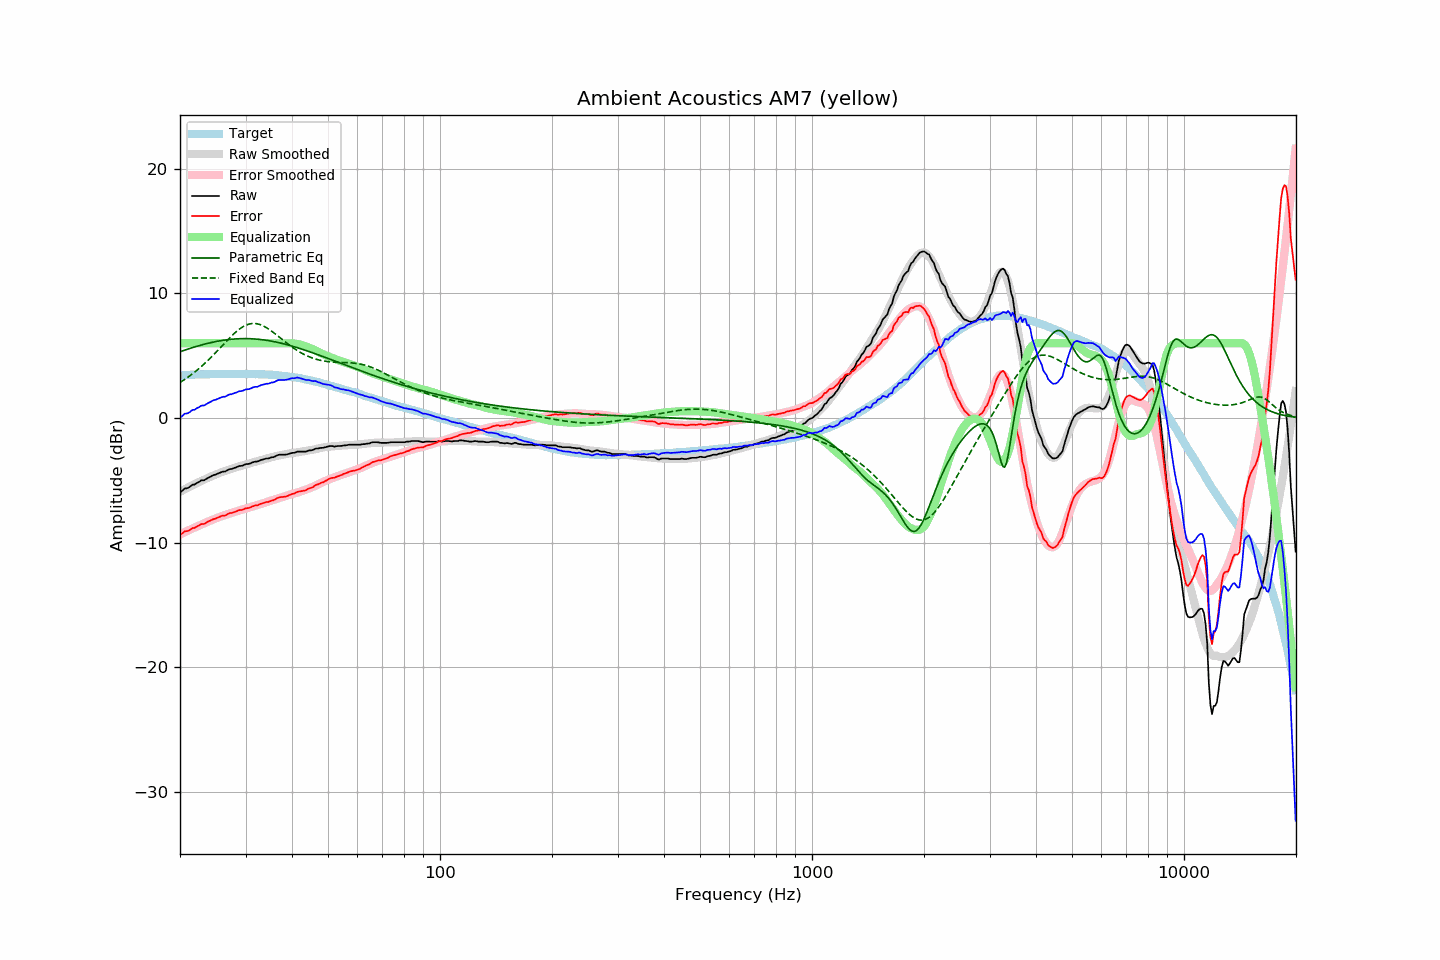 Ambient Acoustics AM7 (yellow)
Target
Raw Smoothed
Error Smoothed
Raw
Error
Equalization
Parametric Eq
Fixed Band Eq
Equalized
20
10
0
−10
−20
−30
Amplitude (dBr)
100
1000
10000
Frequency (Hz)